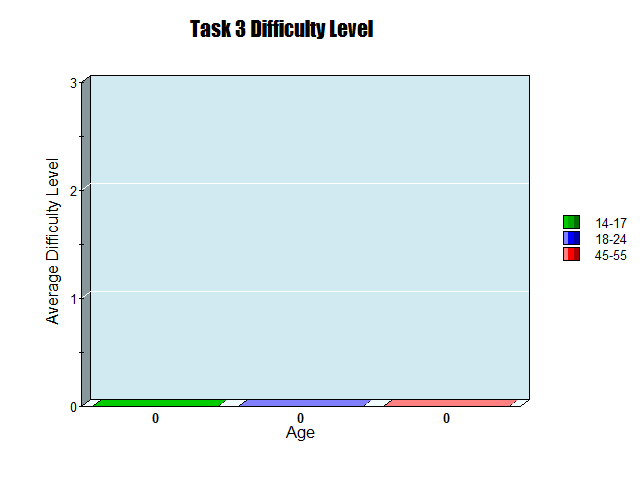 Task 3 Difficulty Level
Average Difficulty Level
3
2
1
0
0 0 0
Age
14-17
18-24
45-55